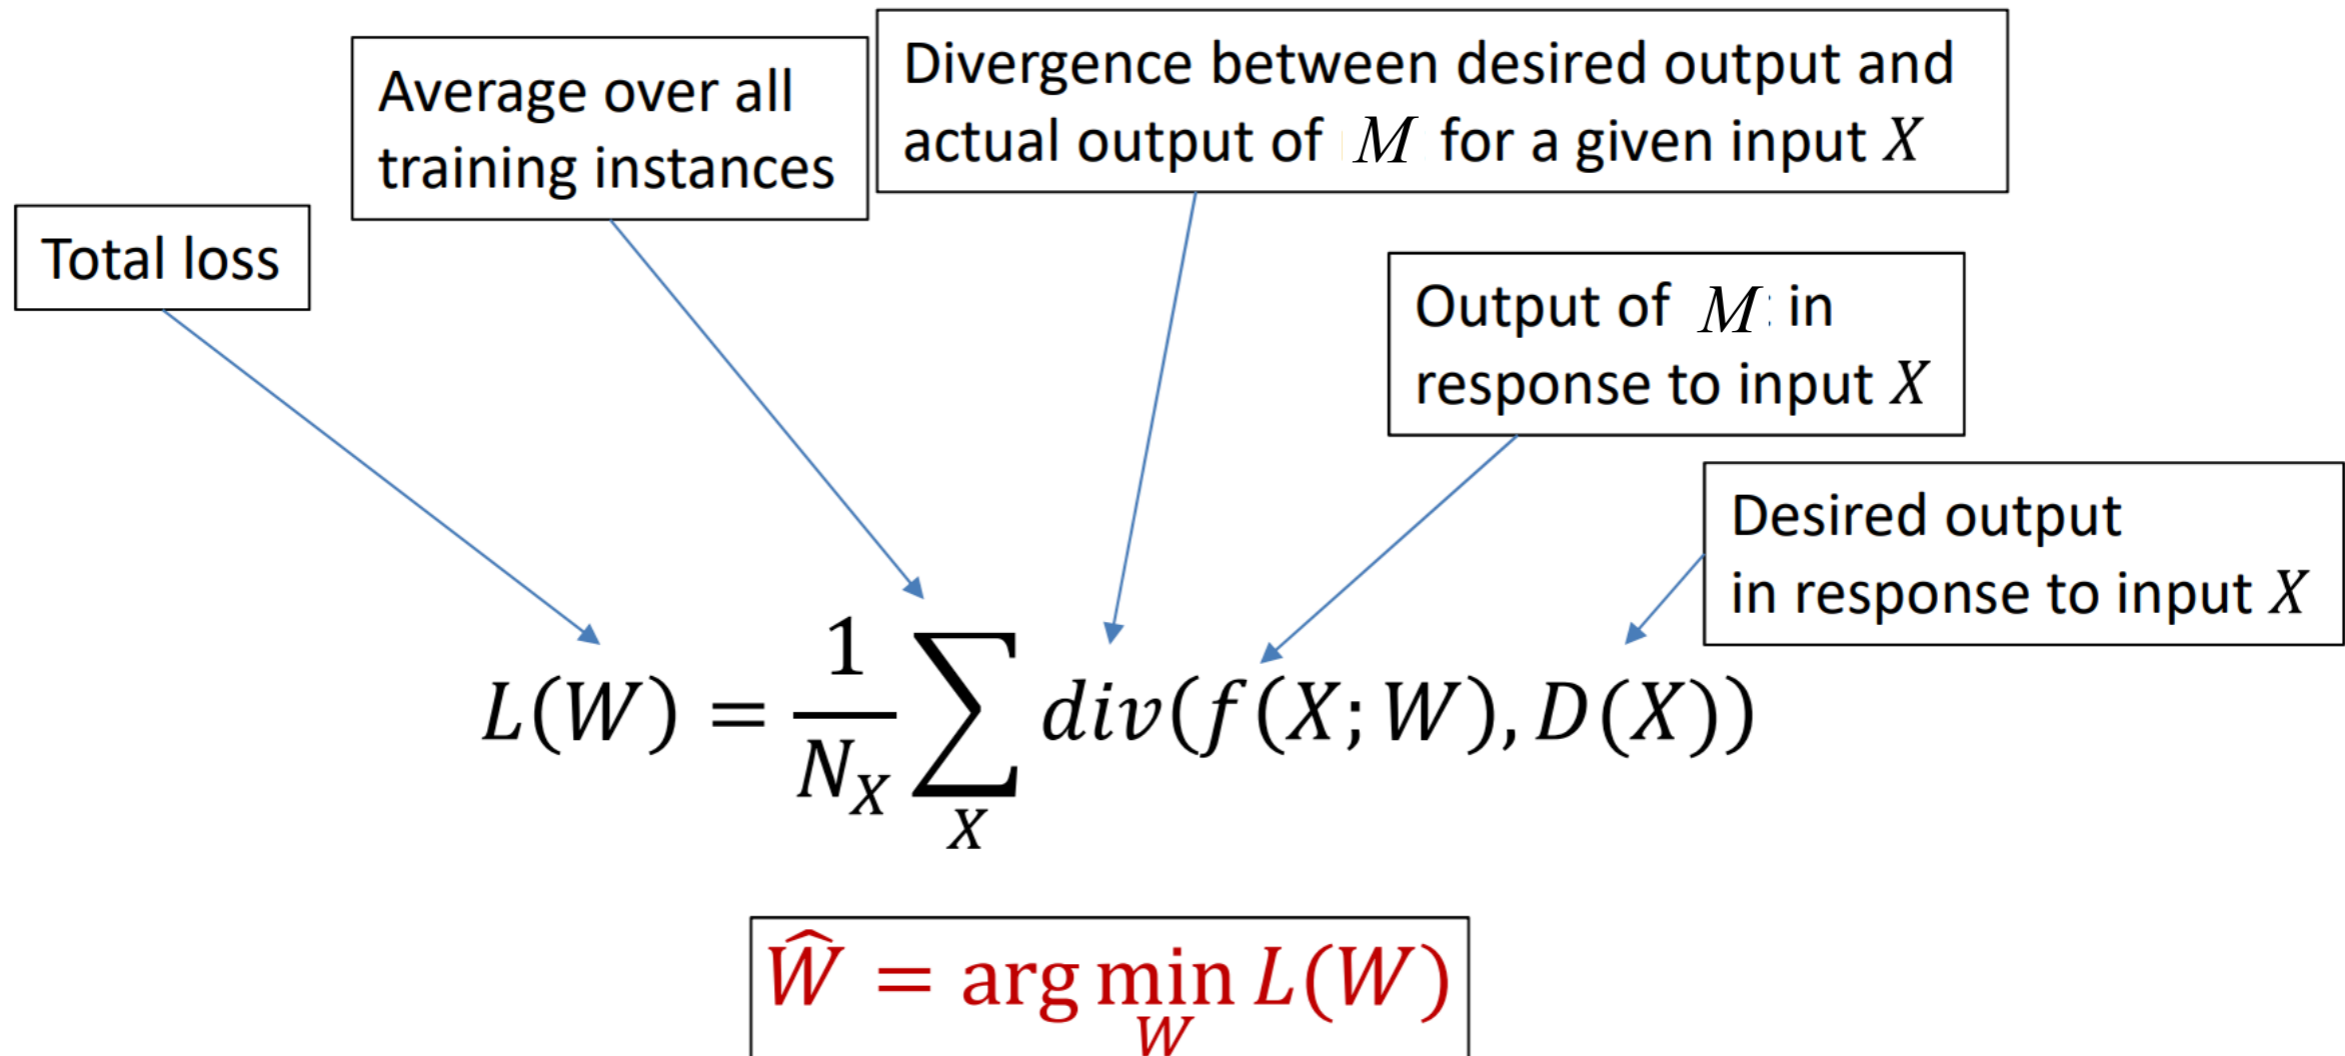 Average over all
training instances
Divergence between desired output and
actual output of M for a given input X
Total loss
Output of M in
response to input X
Desired output
in response to input X
L(W) = 1/N_X ∑_X div(f(X; W), D(X))
Ŵ = arg min_W L(W)